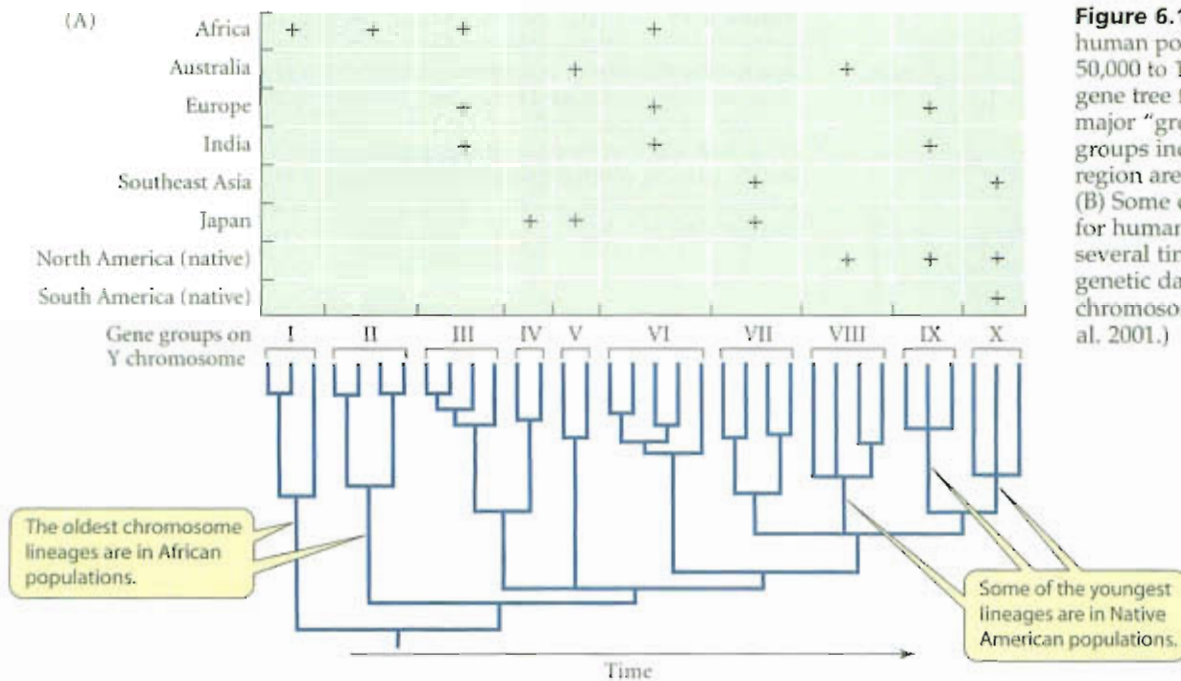 (A)
Africa + + + +
Australia + +
Europe + + +
India + + +
Southeast Asia + +
Japan + + +
North America (native) + + +
South America (native) +
Gene groups on
Y chromosome
I II III IV V VI VII VIII IX X
The oldest chromosome
lineages are in African
populations.
Some of the youngest
lineages are in Native
American populations.
Time
Figure 6.1
human po
50,000 to 1
gene tree f
major “gr
groups in
region are
(B) Some
for human
several tin
genetic da
chromoso
al. 2001.)